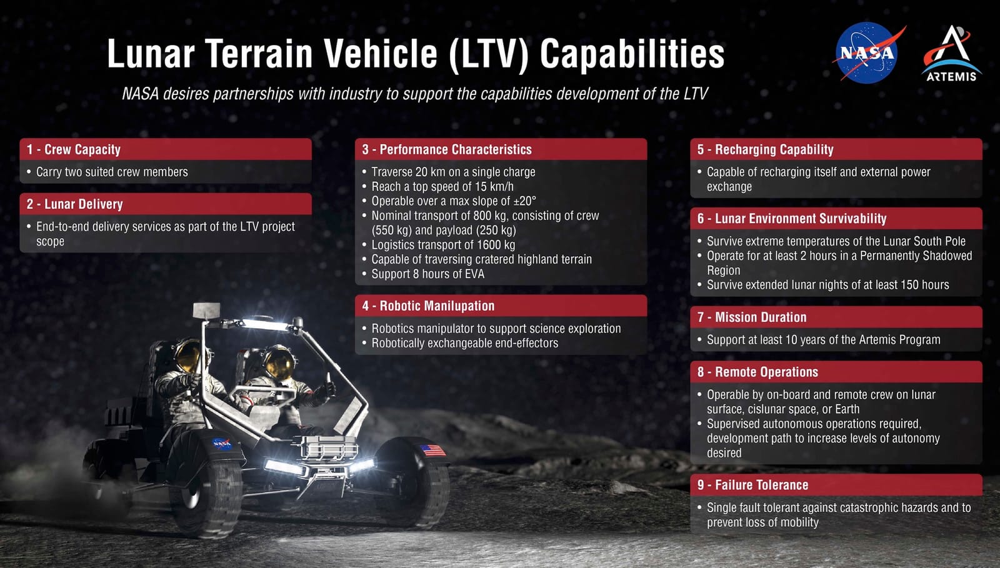 Lunar Terrain Vehicle (LTV) Capabilities
NASA desires partnerships with industry to support the capabilities development of the LTV
NASA
ARTEMIS
1 - Crew Capacity
• Carry two suited crew members
2 - Lunar Delivery
• End-to-end delivery services as part of the LTV project
scope
3 - Performance Characteristics
• Traverse 20 km on a single charge
• Reach a top speed of 15 km/h
• Operable over a max slope of ±20°
• Nominal transport of 800 kg, consisting of crew
(550 kg) and payload (250 kg)
• Logistics transport of 1600 kg
• Capable of traversing cratered highland terrain
• Support 8 hours of EVA
4 - Robotic Manilupation
• Robotics manipulator to support science exploration
• Robotically exchangeable end-effectors
5 - Recharging Capability
• Capable of recharging itself and external power
exchange
6 - Lunar Environment Survivability
• Survive extreme temperatures of the Lunar South Pole
• Operate for at least 2 hours in a Permanently Shadowed
Region
• Survive extended lunar nights of at least 150 hours
7 - Mission Duration
• Support at least 10 years of the Artemis Program
8 - Remote Operations
• Operable by on-board and remote crew on lunar
surface, cislunar space, or Earth
• Supervised autonomous operations required,
development path to increase levels of autonomy
desired
9 - Failure Tolerance
• Single fault tolerant against catastrophic hazards and to
prevent loss of mobility
NASA